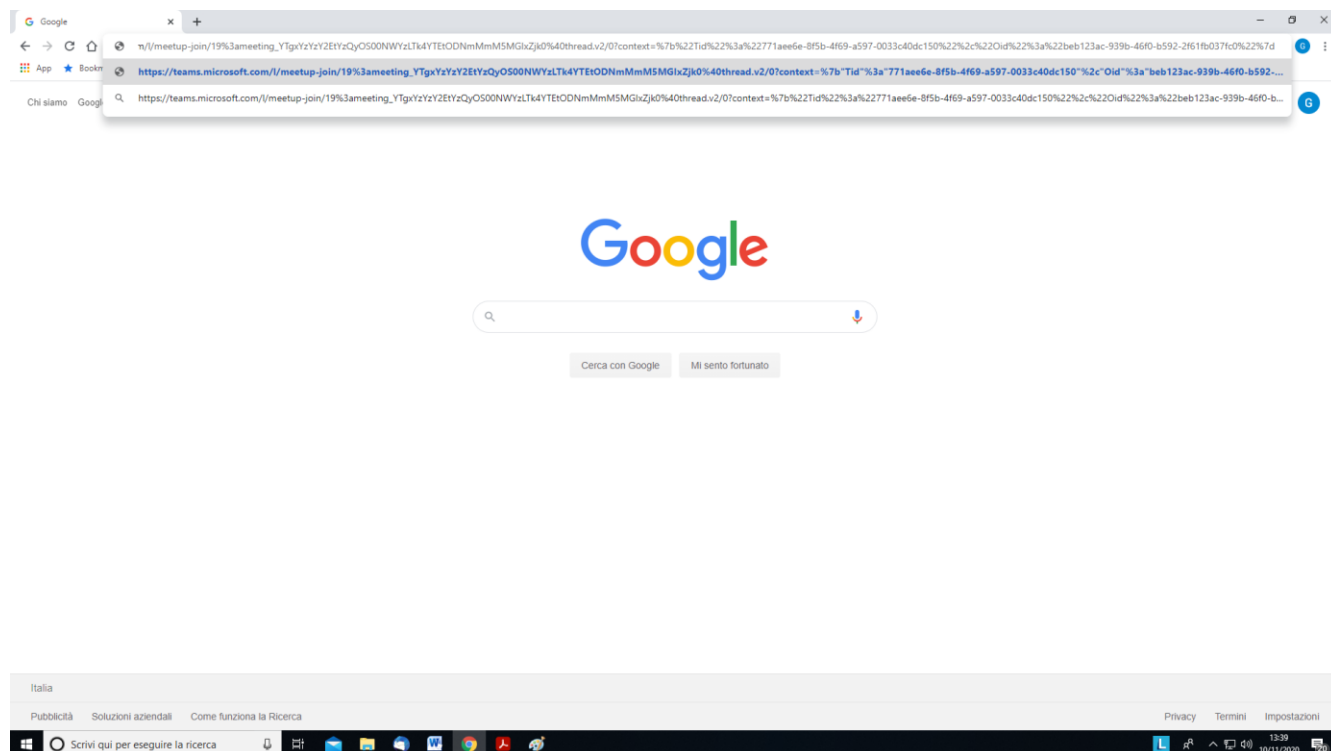 Google
n/l/meetup-join/19%3ameeting_YTgxYzYzY2EtYzQyOS00NWYzLTk4YTEtODNmMmM5MGIxZjk0%40thread.v2/0?context=%7b%22Tid%22%3a%22771aee6e-8f5b-4f69-a597-0033c40dc150%22%2c%22Oid%22%3a%22beb123ac-939b-46f0-b592-2f61fb037fc0%22%7d
G
App Bookm
https://teams.microsoft.com/l/meetup-join/19%3ameeting_YTgxYzYzY2EtYzQyOS00NWYzLTk4YTEtODNmMmM5MGIxZjk0%40thread.v2/0?context=%7b"Tid"%3a"771aee6e-8f5b-4f69-a597-0033c40dc150"%2c"Oid"%3a"beb123ac-939b-46f0-b592-...
Chi siamo Googl
https://teams.microsoft.com/l/meetup-join/19%3ameeting_YTgxYzYzY2EtYzQyOS00NWYzLTk4YTEtODNmMmM5MGIxZjk0%40thread.v2/0?context=%7b%22Tid%22%3a%22771aee6e-8f5b-4f69-a597-0033c40dc150%22%2c%22Oid%22%3a%22beb123ac-939b-46f0-b...
G
Google
Cerca con Google Mi sento fortunato
Italia
Pubblicità Soluzioni aziendali Come funziona la Ricerca Privacy Termini Impostazioni
Scrivi qui per eseguire la ricerca
W
L
13:39
10/11/2020